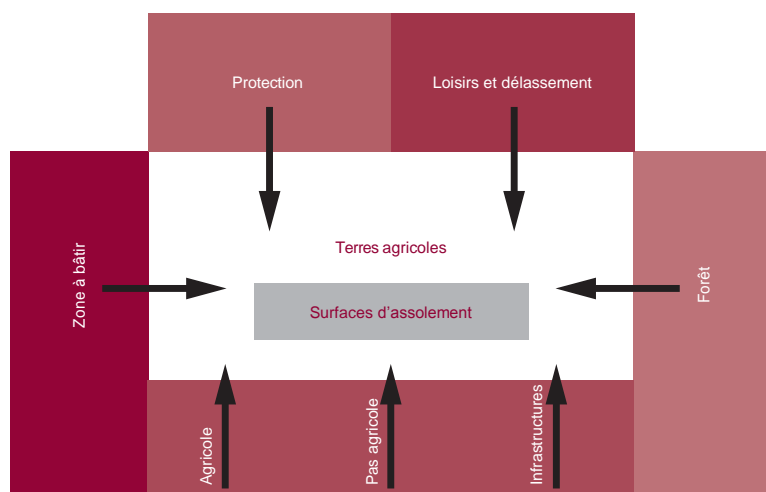 Protection
Loisirs et délassement
Terres agricoles
Zone à bâtir
Surfaces d’assolement
Forêt
Agricole
Pas agricole
Infrastructures